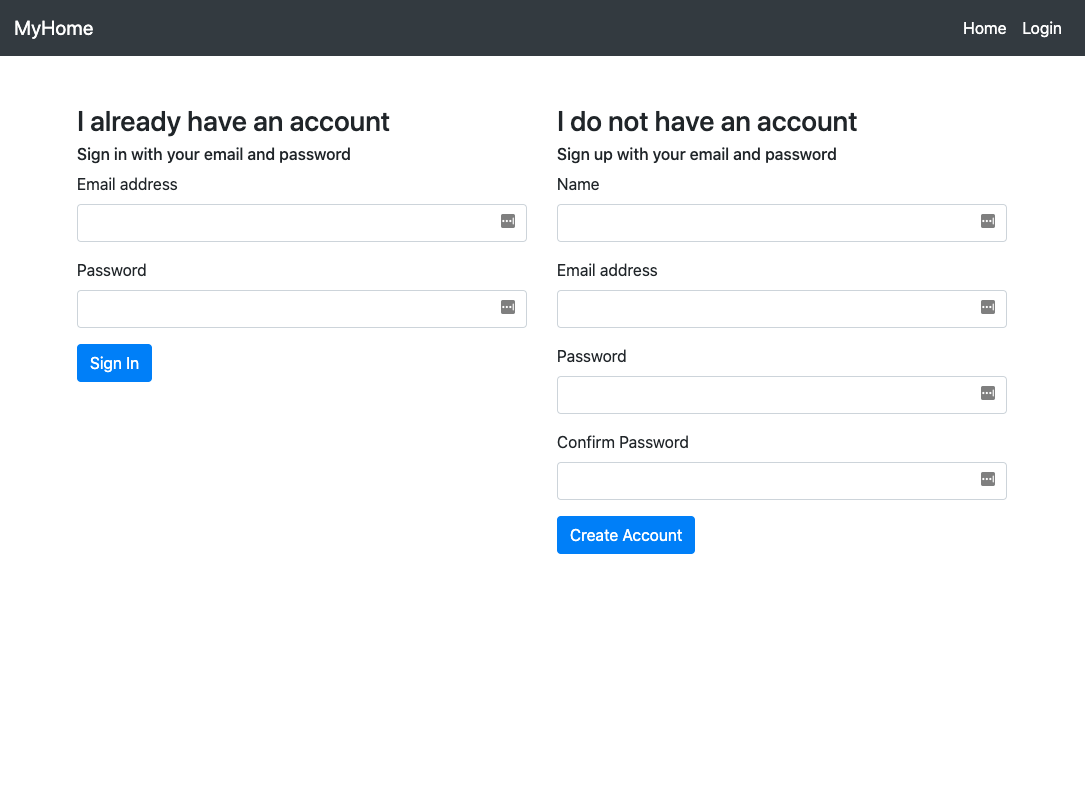 MyHome
Home Login
I already have an account
Sign in with your email and password
Email address
Password
Sign In
I do not have an account
Sign up with your email and password
Name
Email address
Password
Confirm Password
Create Account